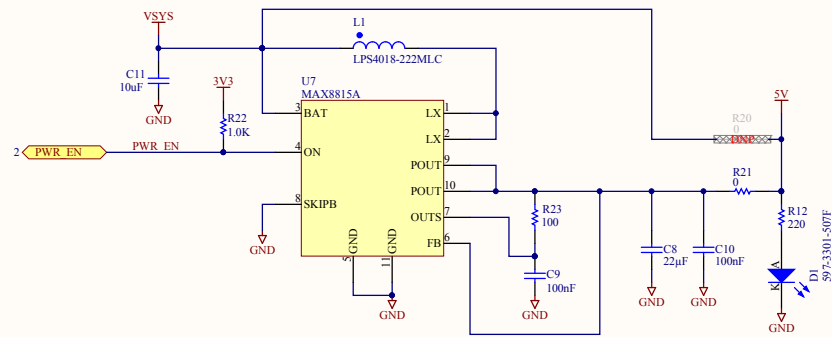 VSYS
L1
LPS4018-222MLC
C11
10uF
GND
3V3
R22
1.0K
U7
MAX8815A
3
BAT
4
ON
8
SKIPB
5
GND
11
GND
LX
1
LX
2
POUT
9
POUT
10
OUTS
7
FB
6
2
PWR_EN
PWR_EN
GND
GND
R23
100
C9
100nF
GND
C8
22µF
GND
C10
100nF
GND
R20
0
DNP
5V
R21
0
R12
220
A
K
D1
597-3301-507F
GND